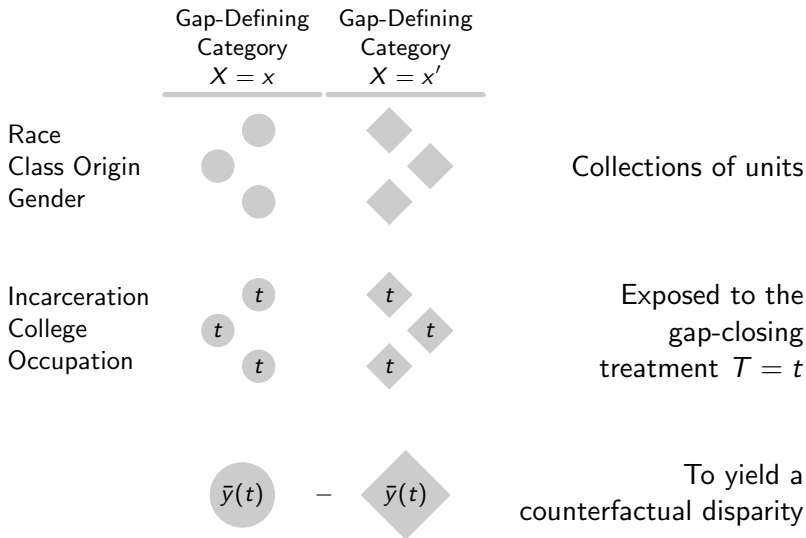 Gap-Defining Category X = x
Gap-Defining Category X = x′
Race
Class Origin
Gender
Collections of units
Incarceration
College
Occupation
t
t
t
t
t
t
Exposed to the
gap-closing
treatment T = t
ȳ(t) − ȳ(t)
To yield a
counterfactual disparity